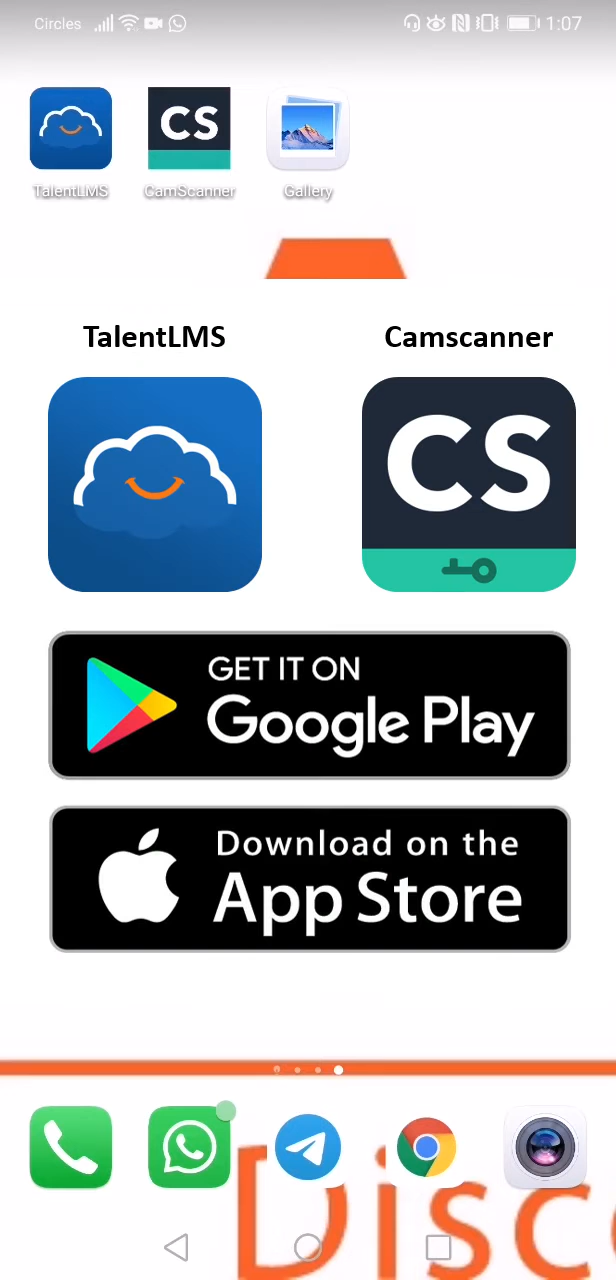 Circles 1:07
CS
TalentLMS CamScanner Gallery
TalentLMS Camscanner
CS
GET IT ON
Google Play
Download on the
App Store
Disc